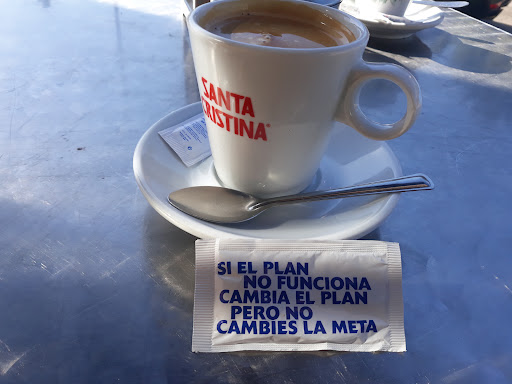 SANTA
CRISTINA®
SI EL PLAN
NO FUNCIONA
CAMBIA EL PLAN
PERO NO
CAMBIES LA META